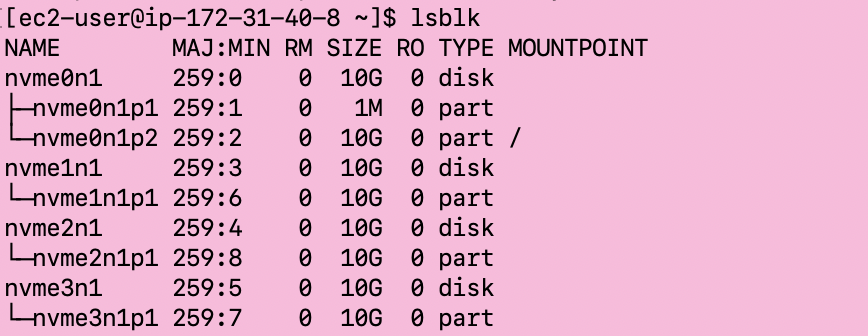 [ec2-user@ip-172-31-40-8 ~]$ lsblk
NAME        MAJ:MIN RM SIZE RO TYPE MOUNTPOINT
nvme0n1     259:0    0  10G  0 disk
├─nvme0n1p1 259:1    0   1M  0 part
└─nvme0n1p2 259:2    0  10G  0 part /
nvme1n1     259:3    0  10G  0 disk
└─nvme1n1p1 259:6    0  10G  0 part
nvme2n1     259:4    0  10G  0 disk
└─nvme2n1p1 259:8    0  10G  0 part
nvme3n1     259:5    0  10G  0 disk
└─nvme3n1p1 259:7    0  10G  0 part